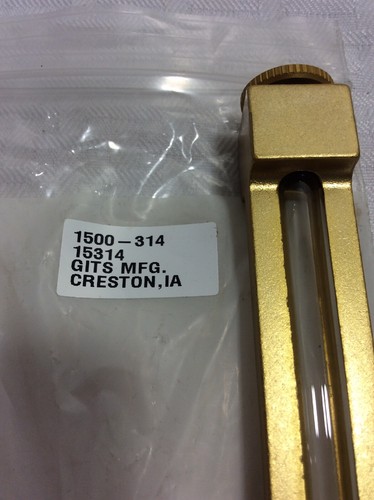 1500-314
15314
GITS MFG.
CRESTON,IA